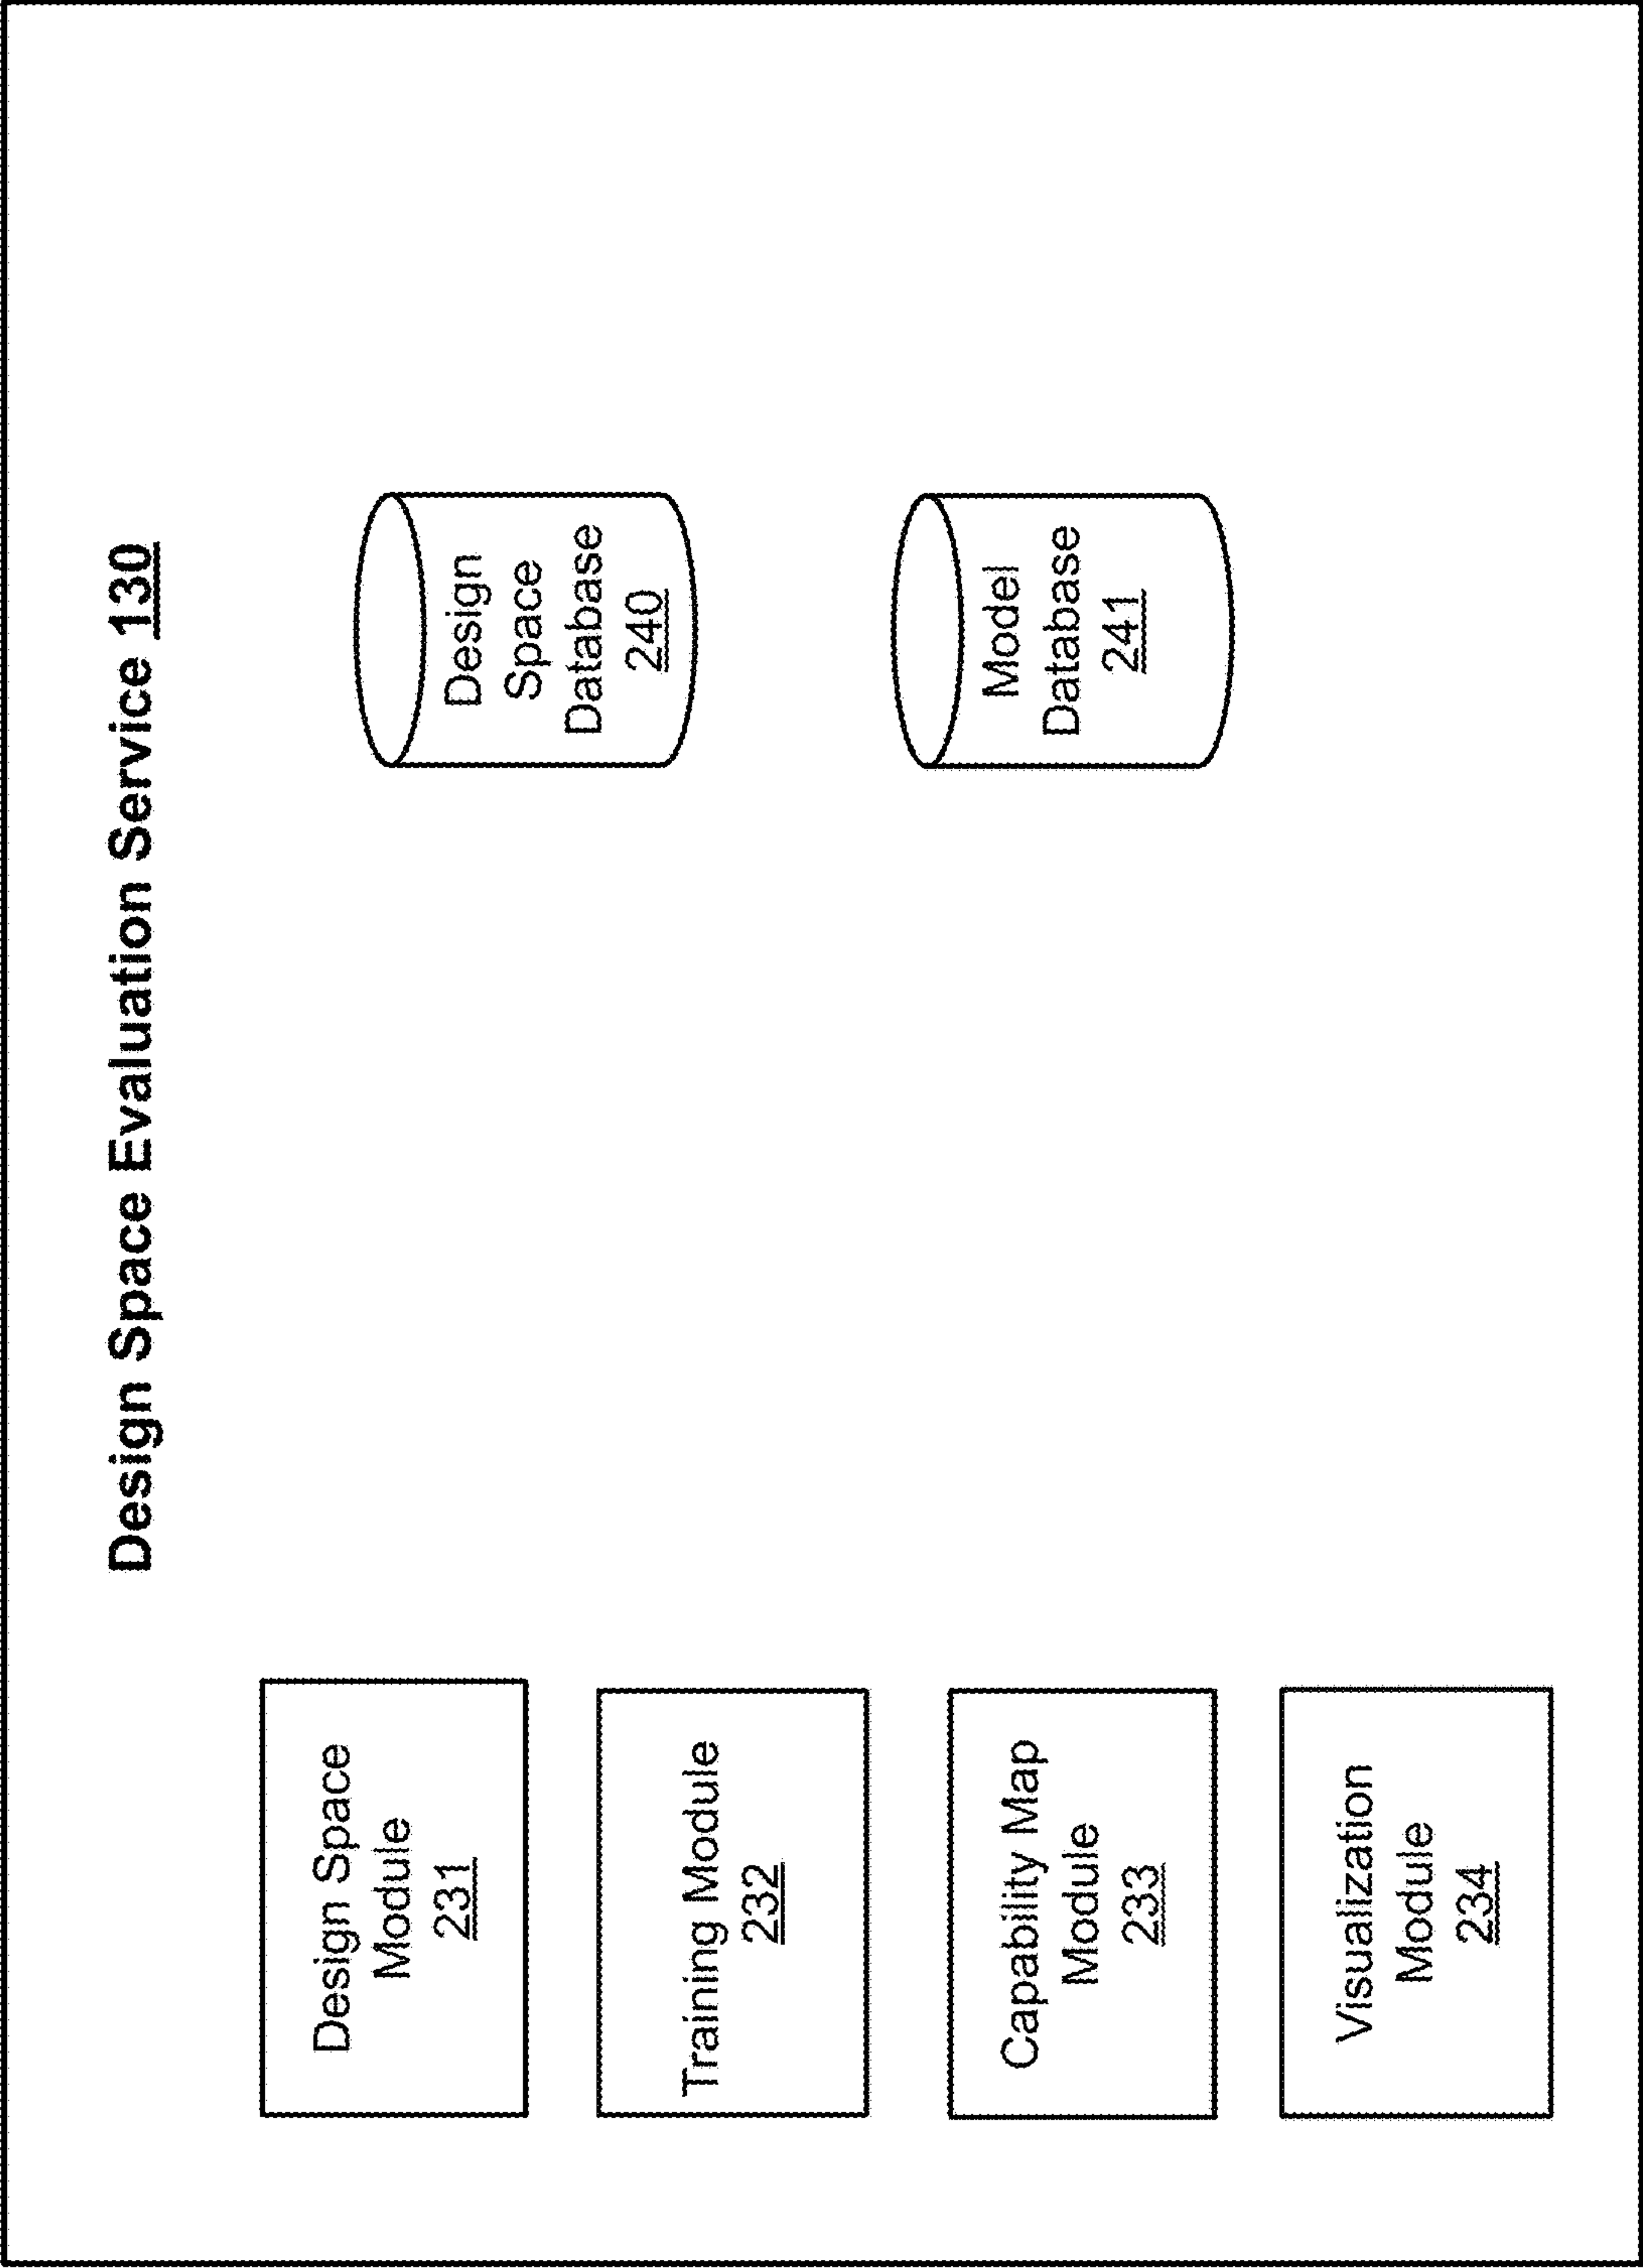 Design Space Evaluation Service 130
Design Space
Module
231
Training Module
232
Capability Map
Module
233
Visualization
Module
234
Design
Space
Database
240
Model
Database
241